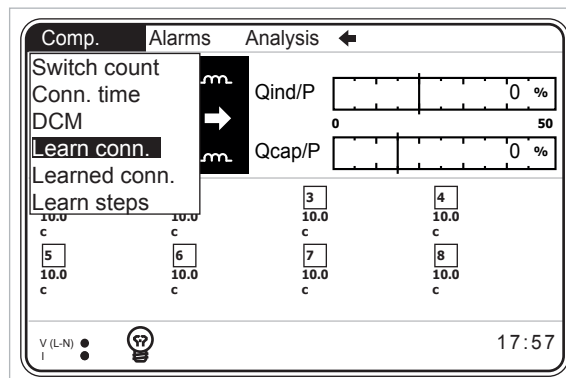 Comp. Alarms Analysis
Switch count
Conn. time
DCM
Learn conn.
Learned conn.
Learn steps
Qind/P 0 %
0 50
Qcap/P 0 %
3 4
10.0 10.0 10.0 10.0
c c c c
5 6 7 8
10.0 10.0 10.0 10.0
c c c c
V (L-N)
I
17:57